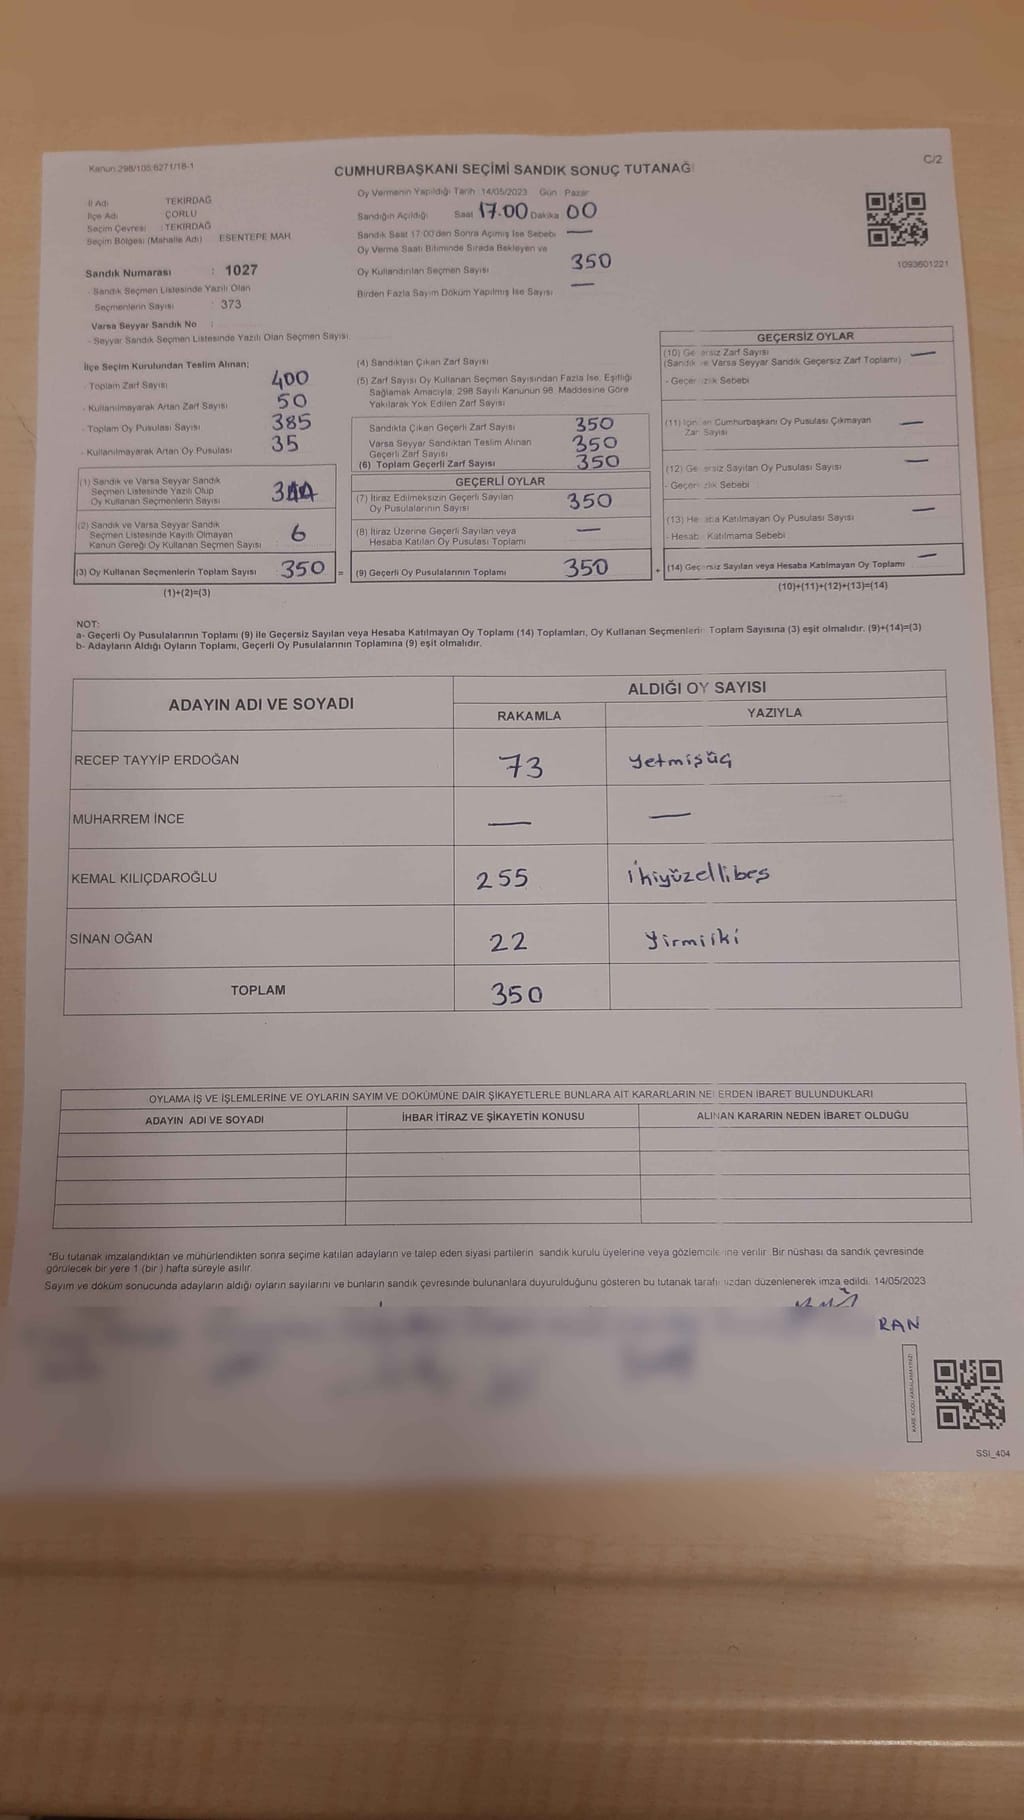 Kanun:298/105,6271/18-1
C/2
CUMHURBAŞKANI SEÇİMİ SANDIK SONUÇ TUTANAĞI
İl Adı TEKİRDAĞ
İlçe Adı ÇORLU
Seçim Çevresi : TEKİRDAĞ
Seçim Bölgesi (Mahalle Adı) ESENTEPE MAH.
Sandık Numarası : 1027
- Sandık Seçmen Listesinde Yazılı Olan
Seçmenlerin Sayısı : 373
Varsa Seyyar Sandık No :
- Seyyar Sandık Seçmen Listesinde Yazılı Olan Seçmen Sayısı:
Oy Vermenin Yapıldığı Tarih :14/05/2023 Gün : Pazar
Sandığın Açıldığı Saat 17.00 Dakika 00
Sandık Saat 17:00'den Sonra Açılmış İse Sebebi —
Oy Verme Saati Bitiminde Sırada Bekleyen ve
Oy Kullandırılan Seçmen Sayısı 350
Birden Fazla Sayım Döküm Yapılmış İse Sayısı —
1093601221
İlçe Seçim Kurulundan Teslim Alınan;
- Toplam Zarf Sayısı 400
- Kullanılmayarak Artan Zarf Sayısı 50
- Toplam Oy Pusulası Sayısı 385
- Kullanılmayarak Artan Oy Pusulası 35
(1) Sandık ve Varsa Seyyar Sandık
Seçmen Listesinde Yazılı Olup
Oy Kullanan Seçmenlerin Sayısı 344
(2) Sandık ve Varsa Seyyar Sandık
Seçmen Listesinde Kayıtlı Olmayan
Kanun Gereği Oy Kullanan Seçmen Sayısı 6
(3) Oy Kullanan Seçmenlerin Toplam Sayısı 350 =
(1)+(2)=(3)
(4) Sandıktan Çıkan Zarf Sayısı
(5) Zarf Sayısı Oy Kullanan Seçmen Sayısından Fazla İse, Eşitliği
Sağlamak Amacıyla, 298 Sayılı Kanunun 98. Maddesine Göre
Yakılarak Yok Edilen Zarf Sayısı
Sandıkta Çıkan Geçerli Zarf Sayısı 350
Varsa Seyyar Sandıktan Teslim Alınan
Geçerli Zarf Sayısı 350
(6) Toplam Geçerli Zarf Sayısı 350
GEÇERLİ OYLAR
(7) İtiraz Edilmeksizin Geçerli Sayılan
Oy Pusulalarının Sayısı 350
(8) İtiraz Üzerine Geçerli Sayılan veya
Hesaba Katılan Oy Pusulası Toplamı —
(9) Geçerli Oy Pusulalarının Toplamı 350 +
GEÇERSİZ OYLAR
(10) Geçersiz Zarf Sayısı
(Sandık ve Varsa Seyyar Sandık Geçersiz Zarf Toplamı) —
- Geçersizlik Sebebi
(11) İçinden Cumhurbaşkanı Oy Pusulası Çıkmayan
Zarf Sayısı —
(12) Geçersiz Sayılan Oy Pusulası Sayısı —
- Geçersizlik Sebebi
(13) Hesaba Katılmayan Oy Pusulası Sayısı —
- Hesaba Katılmama Sebebi
(14) Geçersiz Sayılan veya Hesaba Katılmayan Oy Toplamı —
(10)+(11)+(12)+(13)=(14)
NOT:
a- Geçerli Oy Pusulalarının Toplamı (9) ile Geçersiz Sayılan veya Hesaba Katılmayan Oy Toplamı (14) Toplamları, Oy Kullanan Seçmenlerin Toplam Sayısına (3) eşit olmalıdır. (9)+(14)=(3)
b- Adayların Aldığı Oyların Toplamı, Geçerli Oy Pusulalarının Toplamına (9) eşit olmalıdır.
ADAYIN ADI VE SOYADI
ALDIĞI OY SAYISI
RAKAMLA YAZIYLA
RECEP TAYYİP ERDOĞAN 73 yetmişüç
MUHARREM İNCE — —
KEMAL KILIÇDAROĞLU 255 ikiyüzellibeş
SİNAN OĞAN 22 yirmiiki
TOPLAM 350
OYLAMA İŞ VE İŞLEMLERİNE VE OYLARIN SAYIM VE DÖKÜMÜNE DAİR ŞİKAYETLERLE BUNLARA AİT KARARLARIN NELERDEN İBARET BULUNDUKLARI
ADAYIN ADI VE SOYADI İHBAR İTİRAZ VE ŞİKAYETİN KONUSU ALINAN KARARIN NEDEN İBARET OLDUĞU
*Bu tutanak imzalandıktan ve mühürlendikten sonra seçime katılan adayların ve talep eden siyasi partilerin sandık kurulu üyelerine veya gözlemcilerine verilir. Bir nüshası da sandık çevresinde
görülecek bir yere 1 (bir ) hafta süreyle asılır.
Sayım ve döküm sonucunda adayların aldığı oyların sayılarını ve bunların sandık çevresinde bulunanlara duyurulduğunu gösteren bu tutanak tarafımızdan düzenlenerek imza edildi. 14/05/2023
RAN
KARE KODU KARALAMAYINIZ!
SSI_404